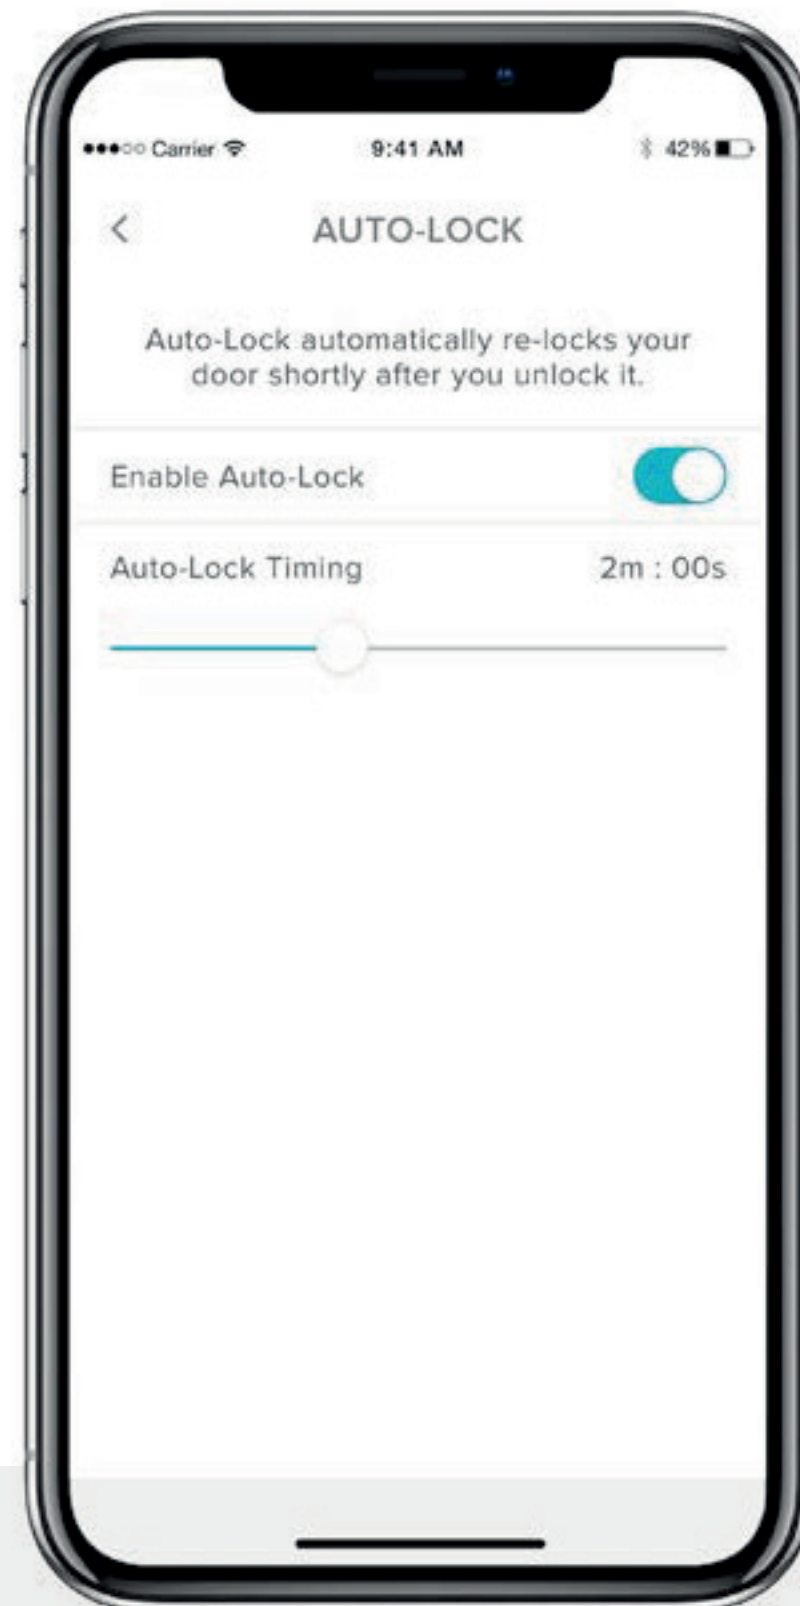 Carrier 9:41 AM 42%
AUTO-LOCK
Auto-Lock automatically re-locks your
door shortly after you unlock it.
Enable Auto-Lock
Auto-Lock Timing 2m : 00s